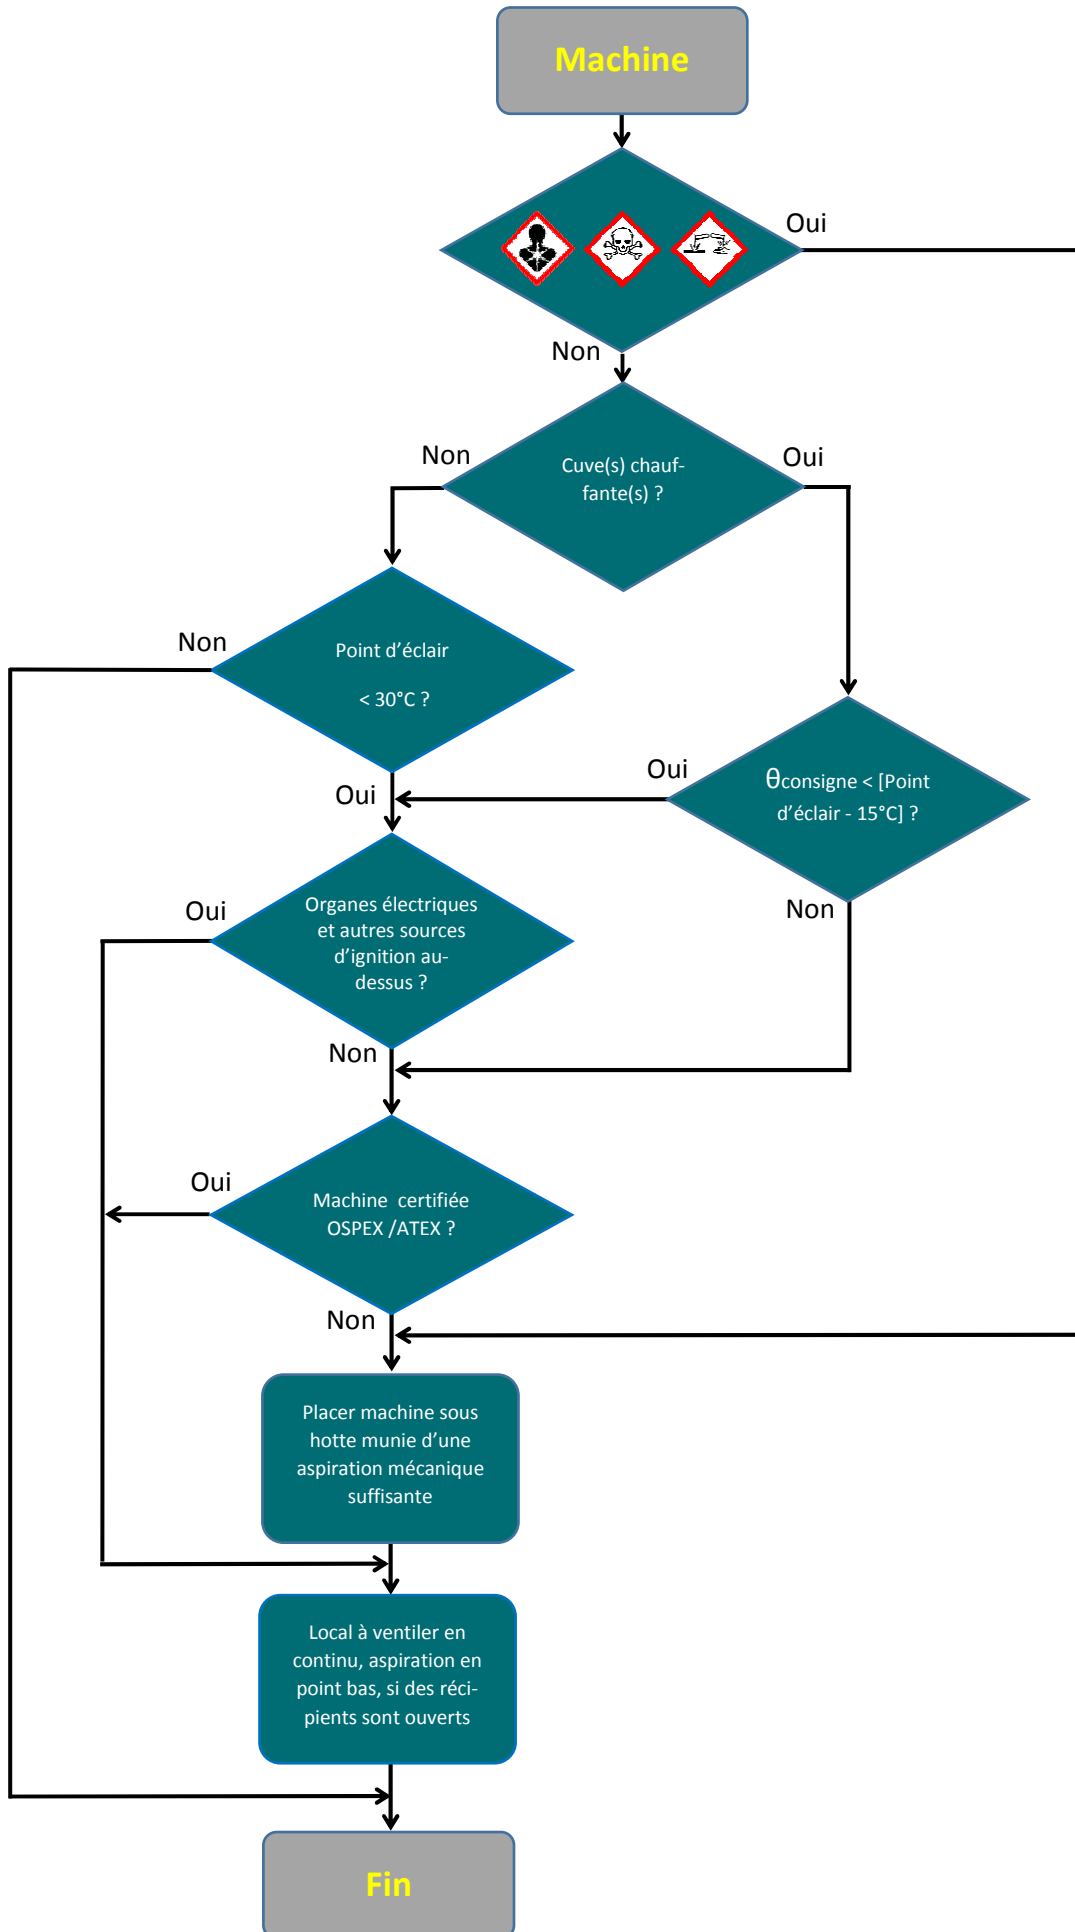 Machine
Oui
Non
Non
Cuve(s) chauf-
fante(s) ?
Oui
Non
Point d’éclair
< 30°C ?
Oui
Oui
θconsigne < [Point
d’éclair - 15°C] ?
Non
Oui
Organes électriques
et autres sources
d’ignition au-
dessus ?
Non
Oui
Machine certifiée
OSPEX /ATEX ?
Non
Placer machine sous
hotte munie d’une
aspiration mécanique
suffisante
Local à ventiler en
continu, aspiration en
point bas, si des réci-
pients sont ouverts
Fin